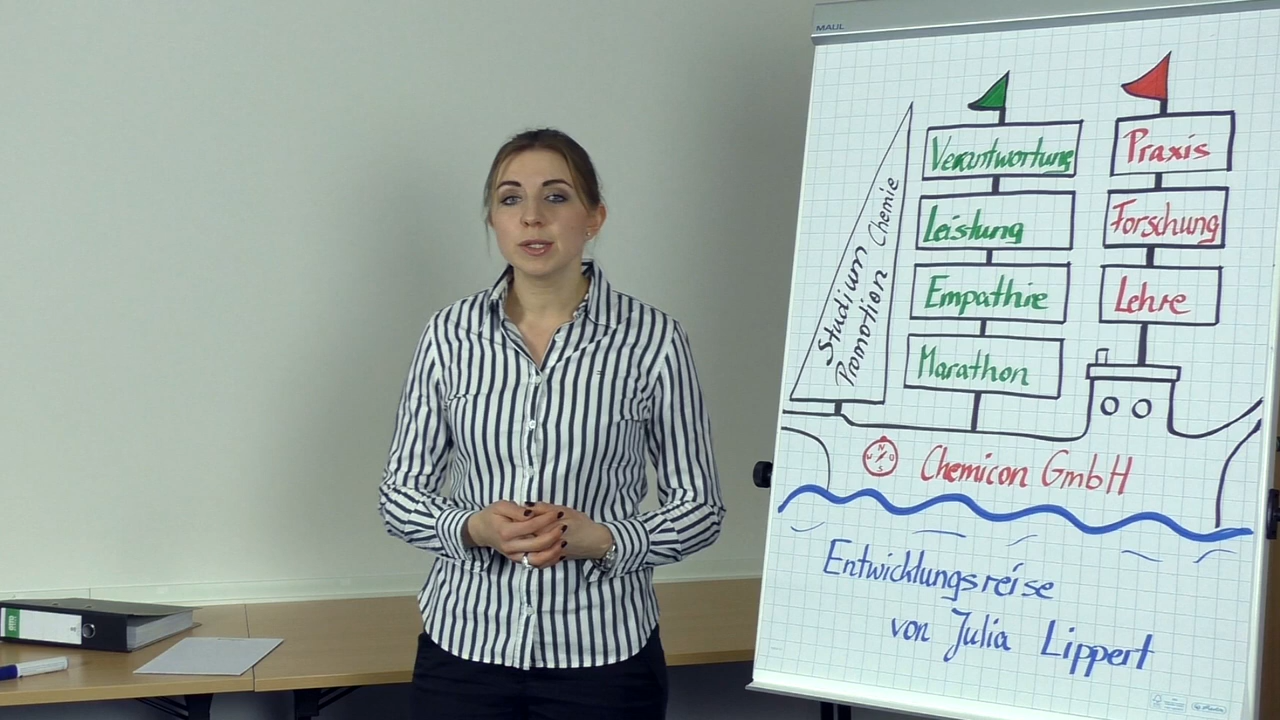 MAUL
Verantwortung
Leistung
Empathie
Marathon
Praxis
Forschung
Lehre
Studium
Promotion Chemie
N
W O
S
Chemicon GmbH
Entwicklungsreise
von Julia Lippert